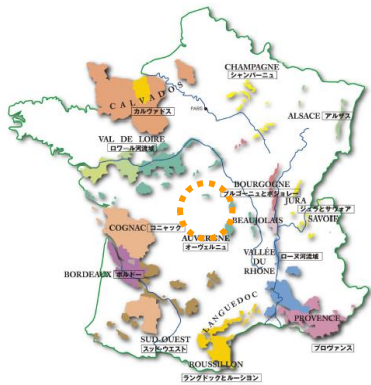 CHAMPAGNE
シャンパーニュ
CALVADOS
カルヴァドス
PARIS
ALSACE アルザス
VAL DE LOIRE
ロワール河流域
BOURGOGNE
ブルゴーニュとボジョレー
JURA
ジュラとサヴォア
SAVOIE
BEAUJOLAIS
COGNAC コニャック
AUVERGNE
オーヴェルニュ
VALLÉE
DU
RHÔNE
ローヌ河流域
BORDEAUX ボルドー
LANGUEDOC
PROVENCE
プロヴァンス
SUD-OUEST
スッド・ウエスト
ROUSSILLON
ラングドックとルーション